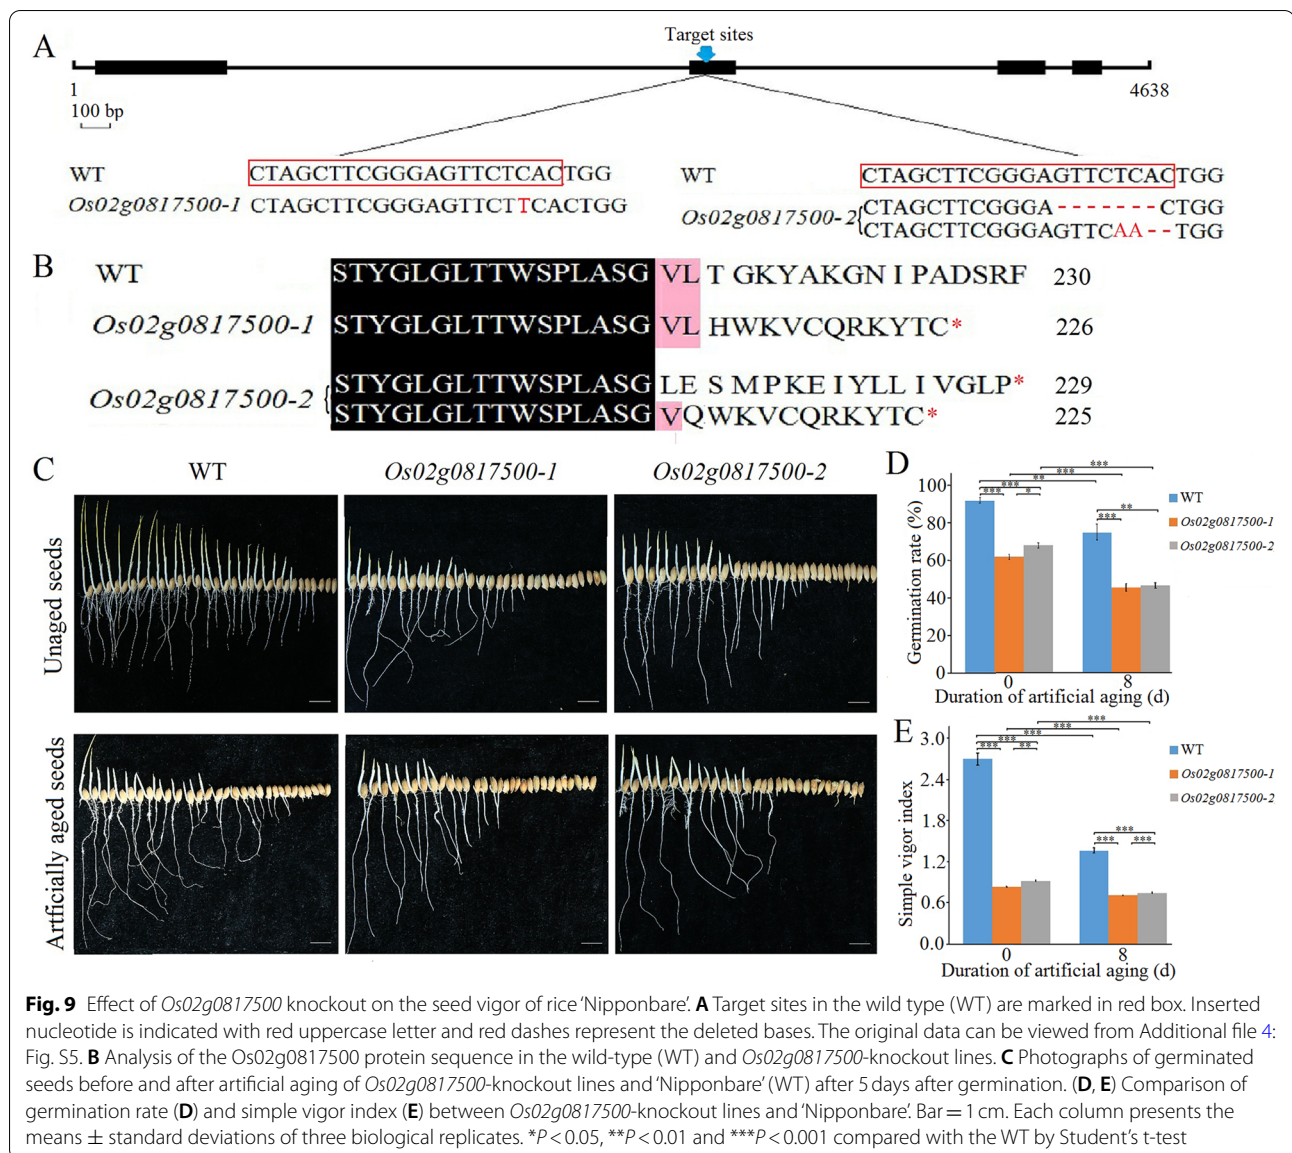 A
Target sites
1
4638
100 bp
WT
CTAGCTTCGGGAGTTCTCACTGG
Os02g0817500-1
CTAGCTTCGGGAGTTCTTCACTGG
WT
CTAGCTTCGGGAGTTCTCACTGG
Os02g0817500-2
CTAGCTTCGGGA-------CTGG
CTAGCTTCGGGAGTTCAA--TGG
B
WT
STYGLGLTTWSPLASG VL T GKYAKGN I PADSRF 230
Os02g0817500-1
STYGLGLTTWSPLASG VL HWKVCQRKYTC* 226
Os02g0817500-2
STYGLGLTTWSPLASG LE S MPKE I YLL I VGLP* 229
STYGLGLTTWSPLASG VQWKVCQRKYTC* 225
C
WT
Os02g0817500-1
Os02g0817500-2
Unaged seeds
Artficially aged seeds
D
Germination rate (%)
100
80
60
40
20
0
***
***
**
***
*** *
**
***
WT
Os02g0817500-1
Os02g0817500-2
0 8
Duration of artificial aging (d)
E
Simple vigor index
3.0
2.4
1.8
1.2
0.6
0.0
***
***
***
***
*** **
***
*** ***
WT
Os02g0817500-1
Os02g0817500-2
0 8
Duration of artificial aging (d)
Fig. 9 Effect of Os02g0817500 knockout on the seed vigor of rice ‘Nipponbare’. A Target sites in the wild type (WT) are marked in red box. Inserted
nucleotide is indicated with red uppercase letter and red dashes represent the deleted bases. The original data can be viewed from Additional file 4:
Fig. S5. B Analysis of the Os02g0817500 protein sequence in the wild-type (WT) and Os02g0817500-knockout lines. C Photographs of germinated
seeds before and after artificial aging of Os02g0817500-knockout lines and ‘Nipponbare’ (WT) after 5 days after germination. (D, E) Comparison of
germination rate (D) and simple vigor index (E) between Os02g0817500-knockout lines and ‘Nipponbare’. Bar = 1 cm. Each column presents the
means ± standard deviations of three biological replicates. *P < 0.05, **P < 0.01 and ***P < 0.001 compared with the WT by Student’s t-test